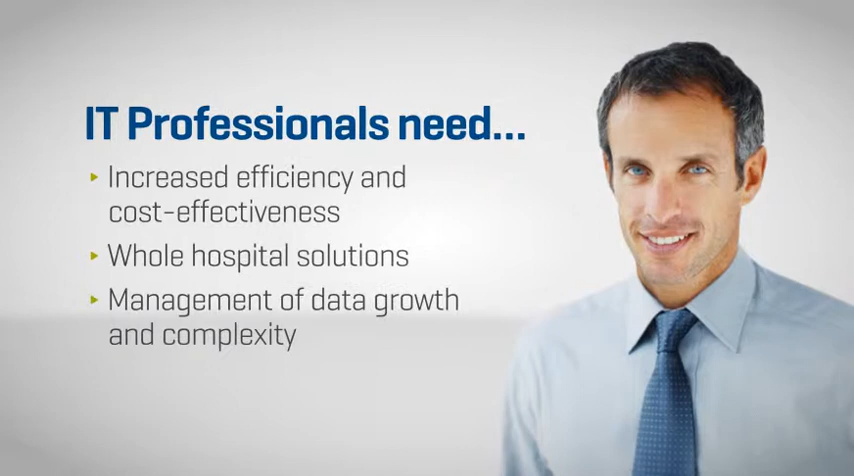 IT Professionals need...
Increased efficiency and
cost-effectiveness
Whole hospital solutions
Management of data growth
and complexity